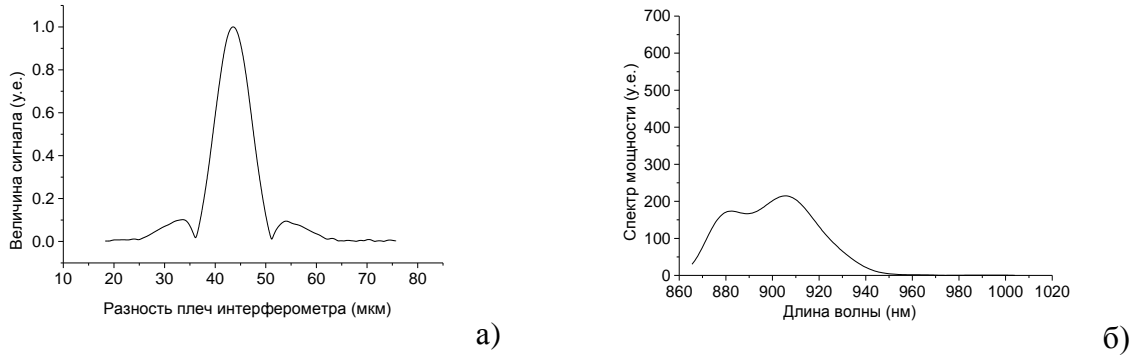 1.0
0.8
0.6
0.4
0.2
0.0
Величина сигнала (у.е.)
10 20 30 40 50 60 70 80
Разность плеч интерферометра (мкм)
а)
700
600
500
400
300
200
100
0
Спектр мощности (у.е.)
860 880 900 920 940 960 980 1000 1020
Длина волны (нм)
б)